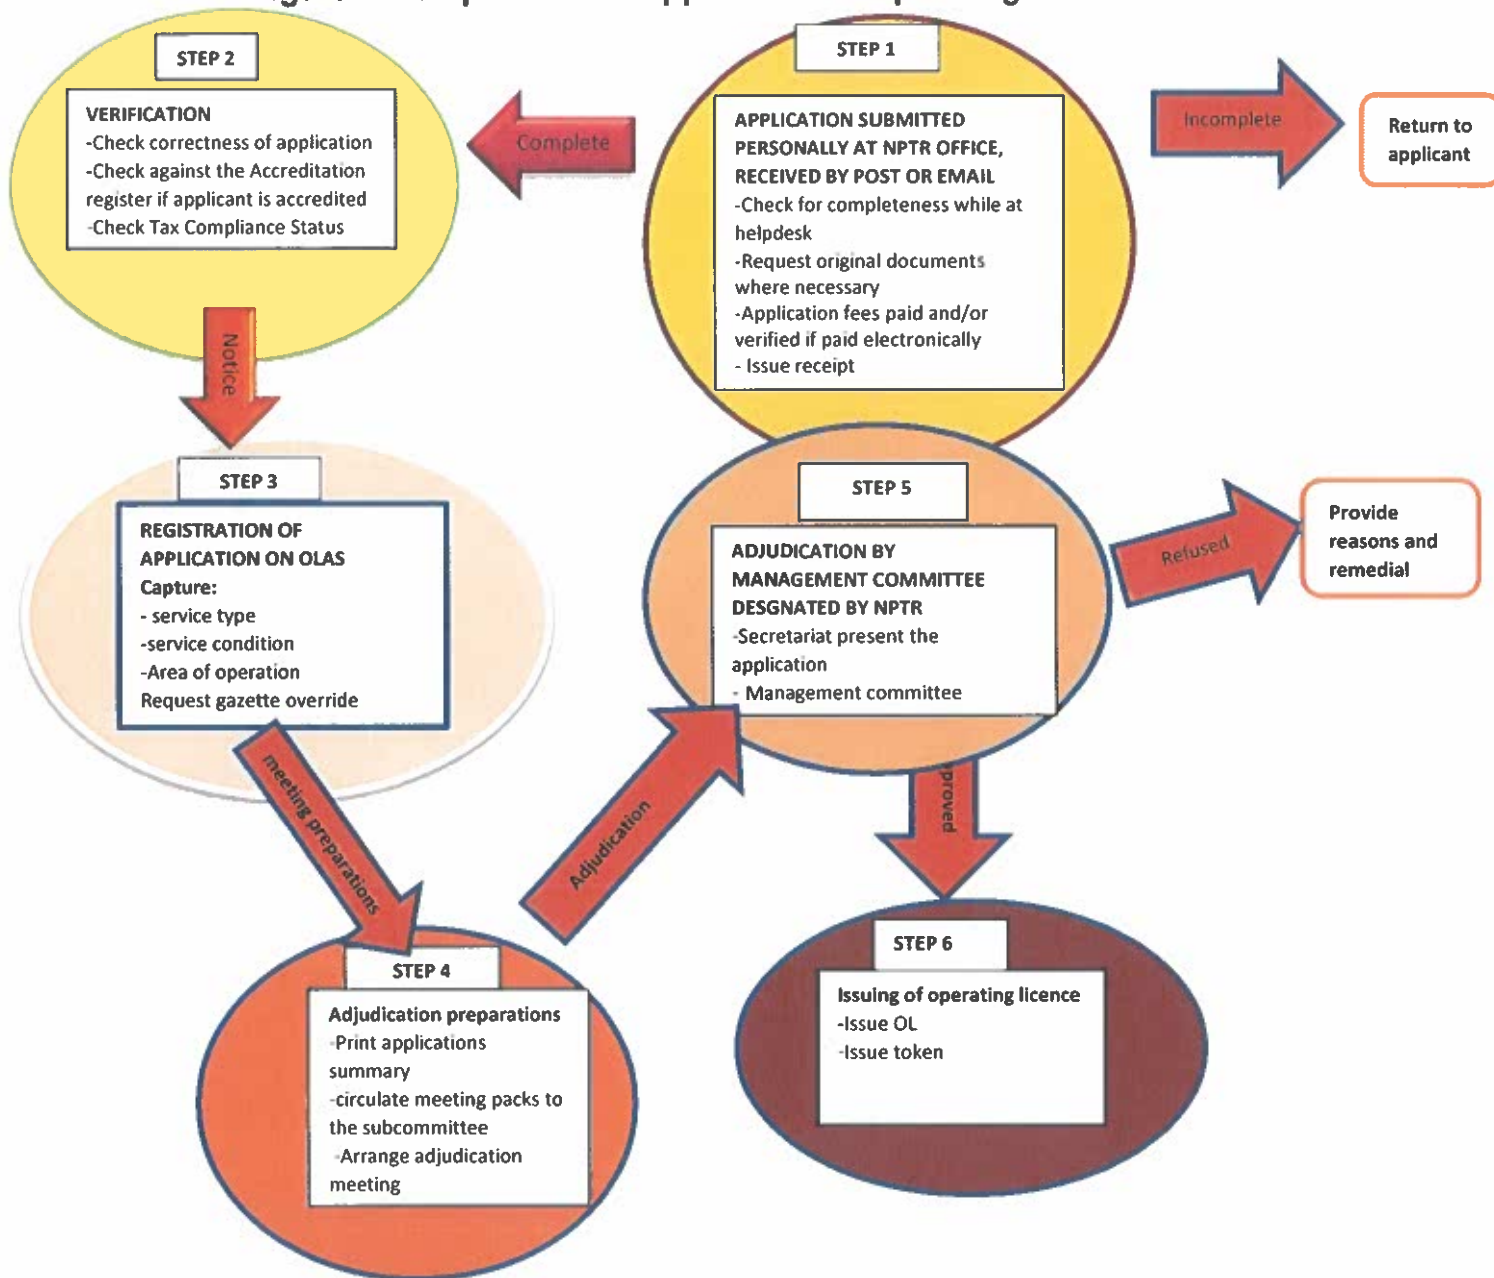 STEP 1
APPLICATION SUBMITTED
PERSONALLY AT NPTR OFFICE,
RECEIVED BY POST OR EMAIL
-Check for completeness while at
helpdesk
-Request original documents
where necessary
-Application fees paid and/or
verified if paid electronically
- Issue receipt
Incomplete
Return to
applicant
Complete
STEP 2
VERIFICATION
-Check correctness of application
-Check against the Accreditation
register if applicant is accredited
-Check Tax Compliance Status
Notice
STEP 3
REGISTRATION OF
APPLICATION ON OLAS
Capture:
- service type
-service condition
-Area of operation
Request gazette override
meeting preparations
STEP 4
Adjudication preparations
-Print applications
summary
-circulate meeting packs to
the subcommittee
-Arrange adjudication
meeting
Adjudication
STEP 5
ADJUDICATION BY
MANAGEMENT COMMITTEE
DESGNATED BY NPTR
-Secretariat present the
application
- Management committee
Refused
Provide
reasons and
remedial
pproved
STEP 6
Issuing of operating licence
-Issue OL
-Issue token